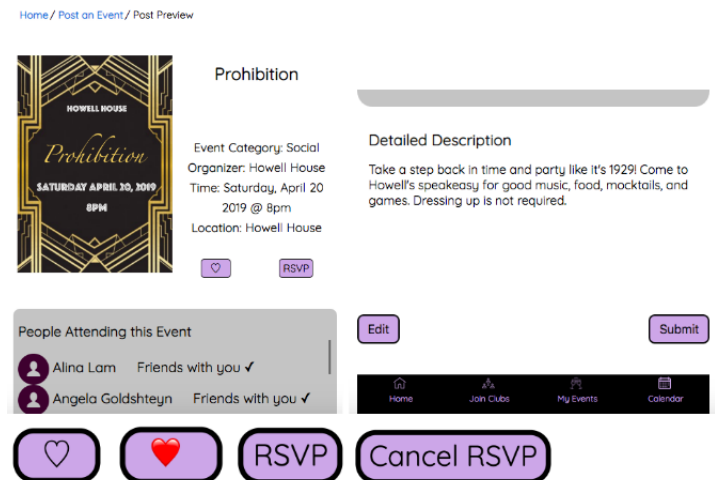 Home / Post an Event / Post Preview
HOWELL HOUSE
Prohibition
SATURDAY APRIL 20, 2019
8PM
Prohibition
Event Category: Social
Organizer: Howell House
Time: Saturday, April 20
2019 @ 8pm
Location: Howell House
♡
RSVP
People Attending this Event
Alina Lam Friends with you ✓
Angela Goldshteyn Friends with you ✓
Detailed Description
Take a step back in time and party like it's 1929! Come to
Howell's speakeasy for good music, food, mocktails, and
games. Dressing up is not required.
Edit
Submit
Home Join Clubs My Events Calendar
♡ ❤ RSVP Cancel RSVP